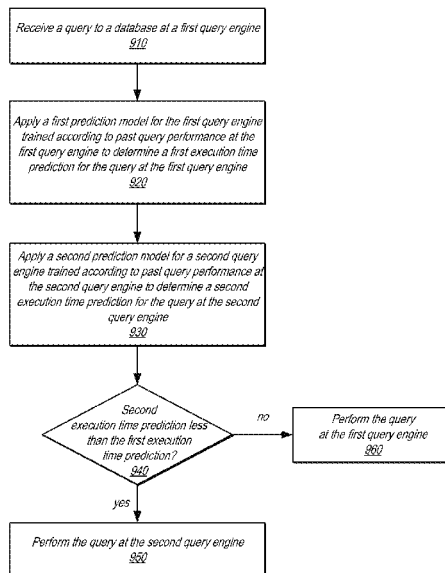 Receive a query to a database at a first query engine
910
Apply a first prediction model for the first query engine
trained according to past query performance at the
first query engine to determine a first execution time
prediction for the query at the first query engine
920
Apply a second prediction model for a second query
engine trained according to past query performance at
the second query engine to determine a second
execution time prediction for the query at the second
query engine
930
Second
execution time prediction less
than the first execution
time prediction?
940
no
Perform the query
at the first query engine
960
yes
Perform the query at the second query engine
950